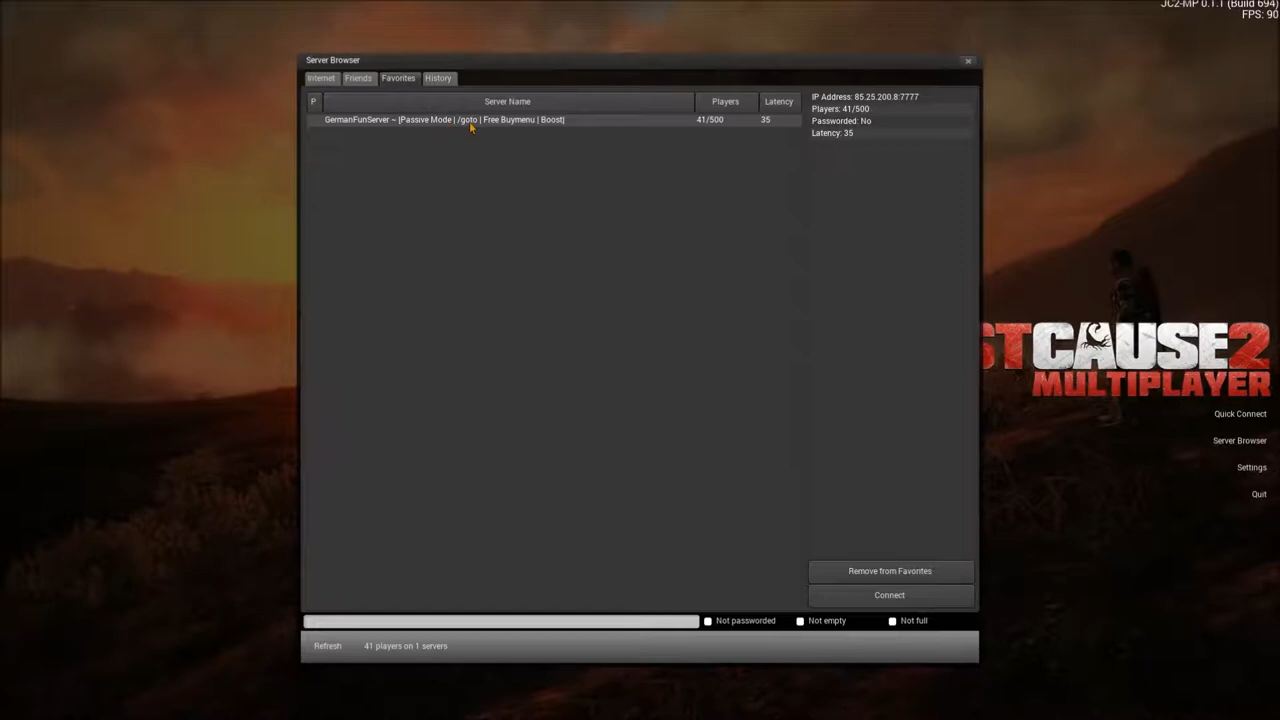 JC2-MP 0.1.1 (Build 694)
FPS: 90
Server Browser
Internet Friends Favorites History
P Server Name Players Latency
GermanFunServer ~ |Passive Mode | /goto | Free Buymenu | Boost| 41/500 35
IP Address: 85.25.200.8:7777
Players: 41/500
Passworded: No
Latency: 35
STCAUSE2
MULTIPLAYER
Quick Connect
Server Browser
Settings
Quit
Remove from Favorites
Connect
Not passworded Not empty Not full
Refresh 41 players on 1 servers